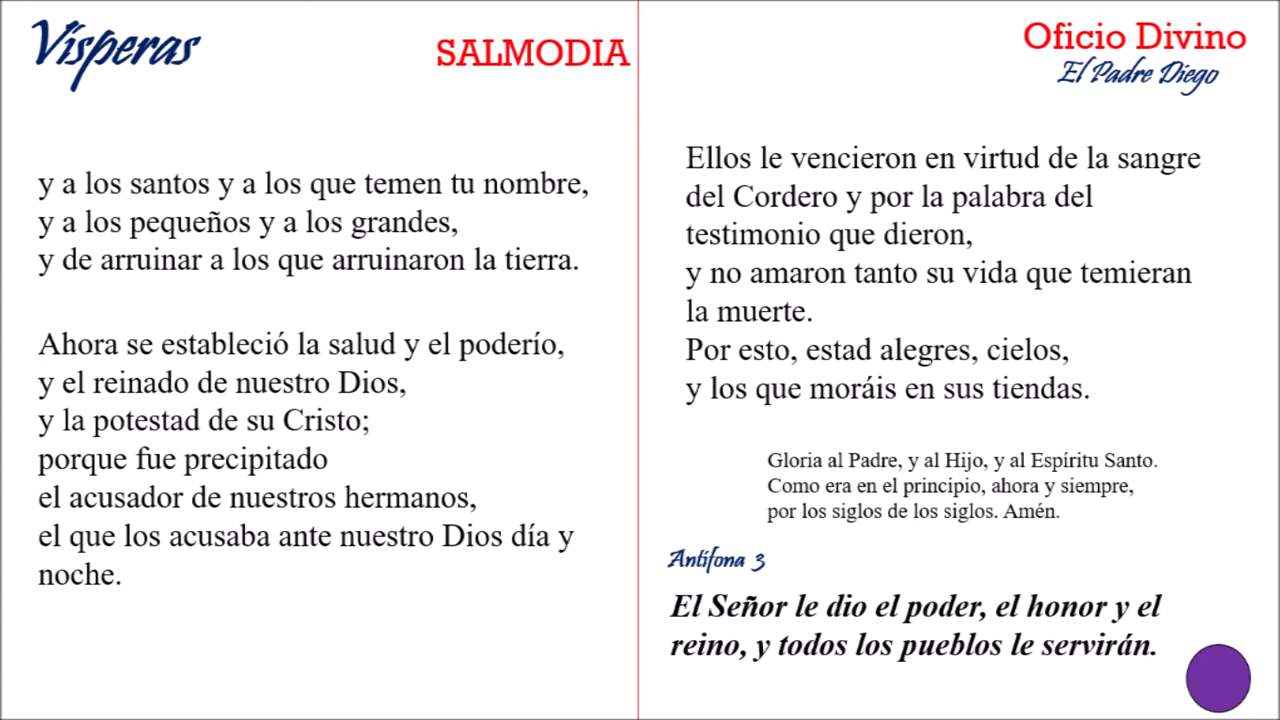 Vísperas
SALMODIA
y a los santos y a los que temen tu nombre,
y a los pequeños y a los grandes,
y de arruinar a los que arruinaron la tierra.
Ahora se estableció la salud y el poderío,
y el reinado de nuestro Dios,
y la potestad de su Cristo;
porque fue precipitado
el acusador de nuestros hermanos,
el que los acusaba ante nuestro Dios día y
noche.
Oficio Divino
El Padre Diego
Ellos le vencieron en virtud de la sangre
del Cordero y por la palabra del
testimonio que dieron,
y no amaron tanto su vida que temieran
la muerte.
Por esto, estad alegres, cielos,
y los que moráis en sus tiendas.
Gloria al Padre, y al Hijo, y al Espíritu Santo.
Como era en el principio, ahora y siempre,
por los siglos de los siglos. Amén.
Antífona 3
El Señor le dio el poder, el honor y el
reino, y todos los pueblos le servirán.